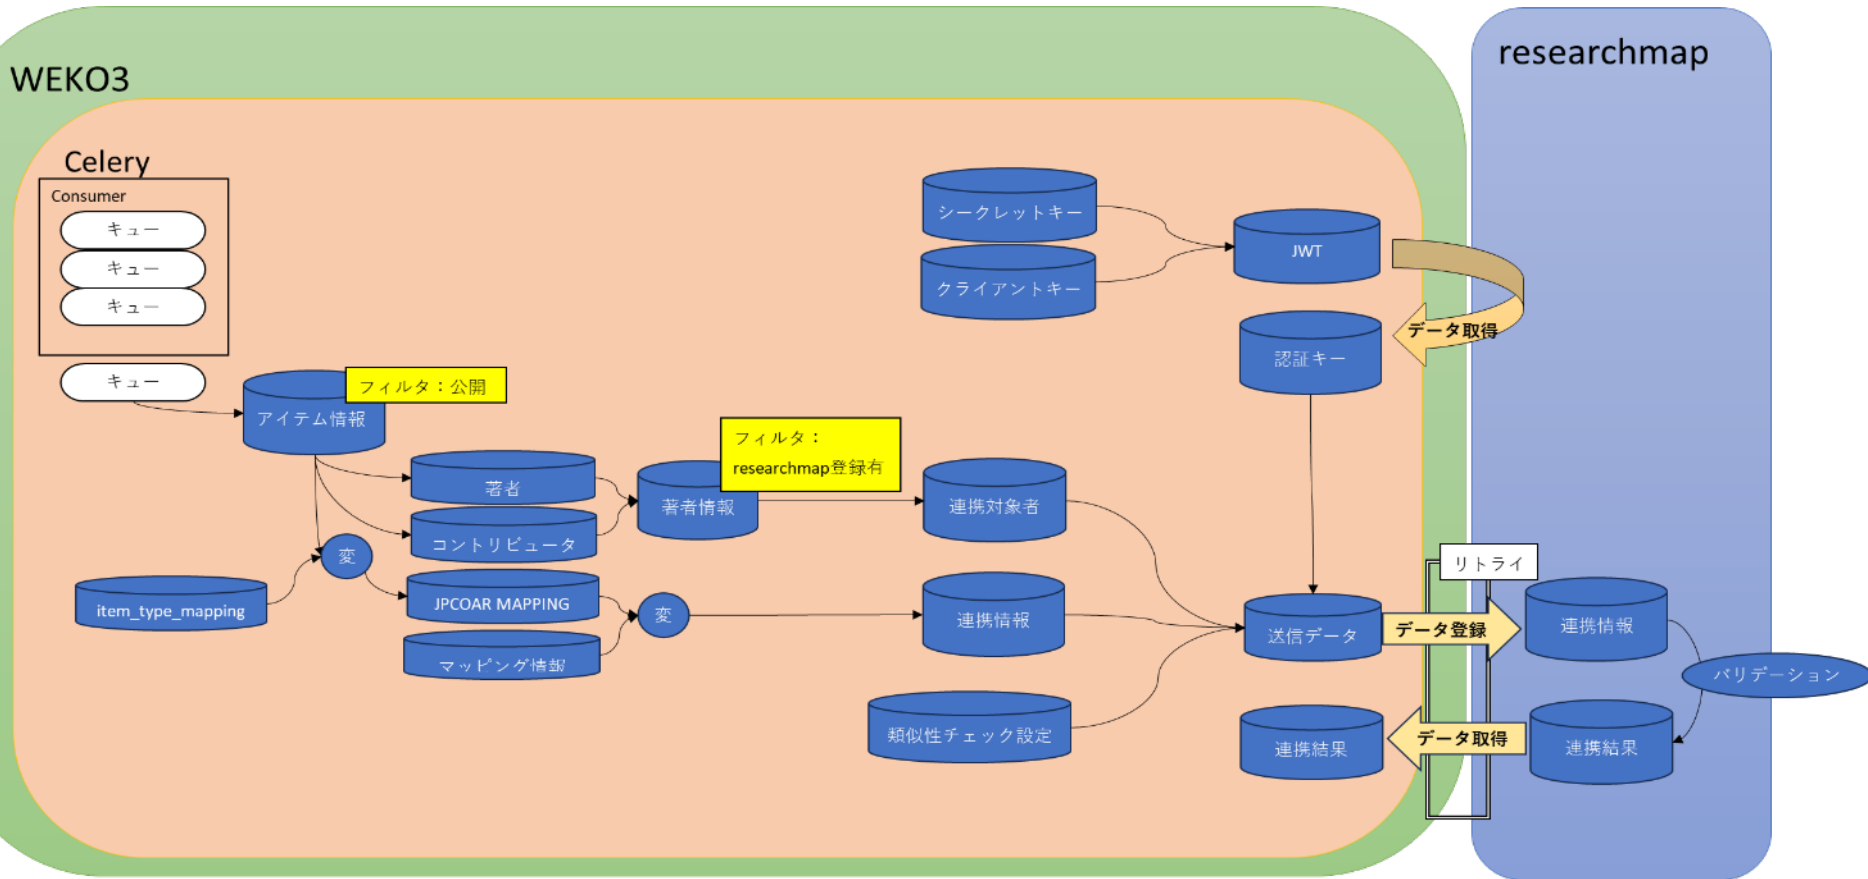 WEKO3
researchmap
Celery
Consumer
キュー
キュー
キュー
キュー
シークレットキー
クライアントキー
JWT
データ取得
認証キー
フィルタ：公開
アイテム情報
フィルタ：
researchmap登録有
著者
コントリビュータ
著者情報
連携対象者
変
item_type_mapping
JPCOAR MAPPING
マッピング情報
変
連携情報
類似性チェック設定
送信データ
データ登録
リトライ
連携情報
バリデーション
連携結果
データ取得
連携結果